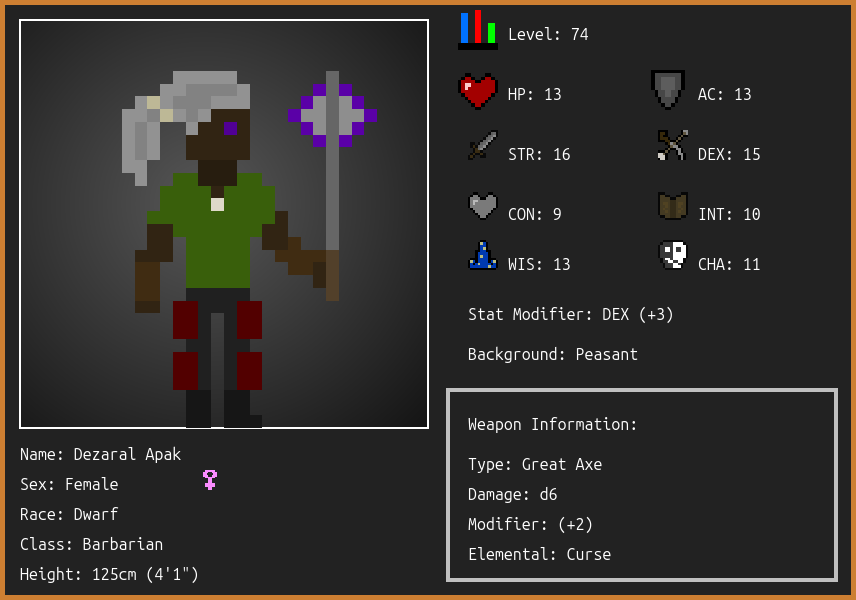 Level: 74
HP: 13
AC: 13
STR: 16
DEX: 15
CON: 9
INT: 10
WIS: 13
CHA: 11
Stat Modifier: DEX (+3)
Background: Peasant
Weapon Information:
Type: Great Axe
Damage: d6
Modifier: (+2)
Elemental: Curse
Name: Dezaral Apak
Sex: Female
Race: Dwarf
Class: Barbarian
Height: 125cm (4'1")